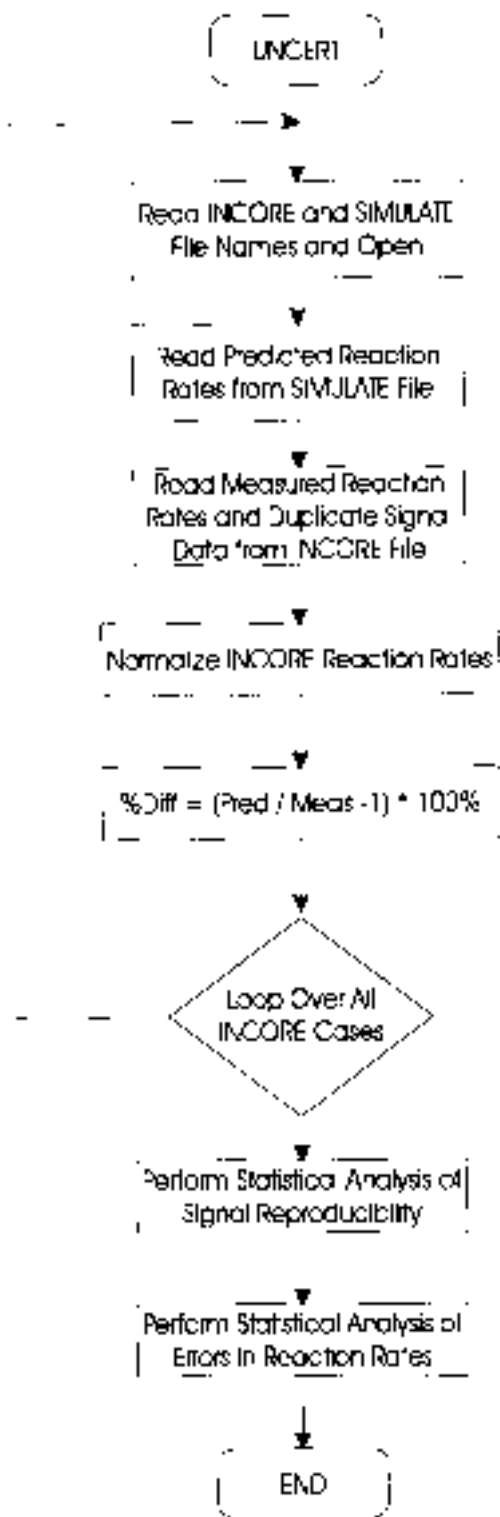 UNCERT
Read INCORE and SIMULATE
File Names and Open
Read Predicted Reaction
Rates from SIMULATE File
Read Measured Reaction
Rates and Duplicate Signal
Data from INCORE File
Normalize INCORE Reaction Rates
%Diff = (Pred / Meas -1) * 100%
Loop Over All
INCORE Cases
Perform Statistical Analysis of
Signal Reproducibility
Perform Statistical Analysis of
Errors in Reaction Rates
END